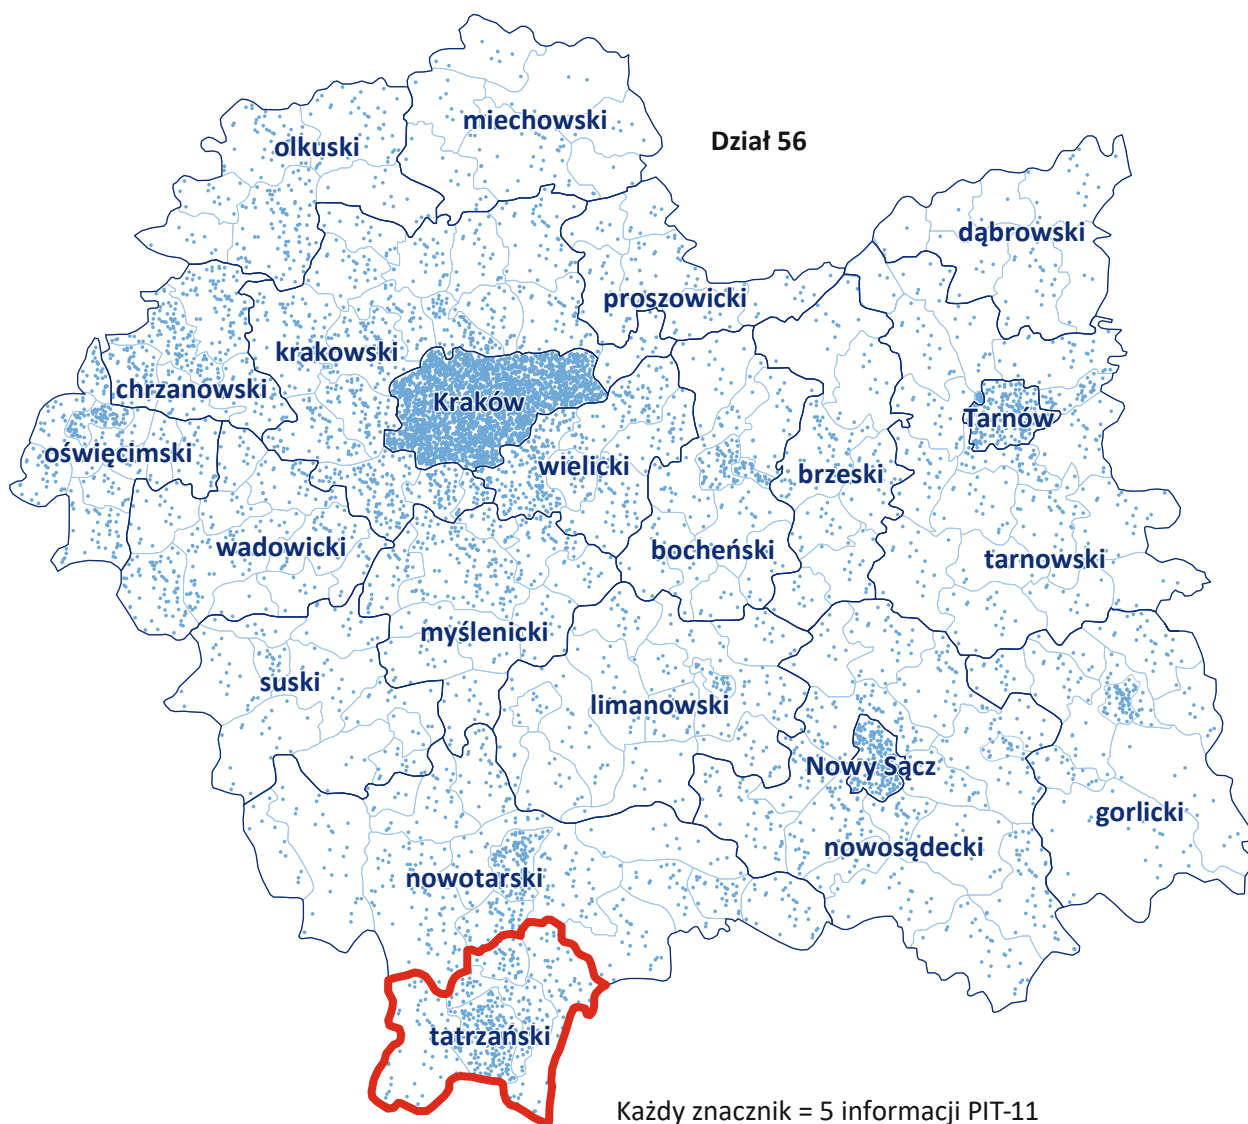 miechowski
Dział 56
olkuski
dąbrowski
proszowicki
krakowski
chrzanowski
Kraków
Tarnów
oświęcimski
wielicki
brzeski
wadowicki
bocheński
tarnowski
myślenicki
suski
limanowski
Nowy Sącz
gorlicki
nowosądecki
nowotarski
tatrzański
Każdy znacznik = 5 informacji PIT-11